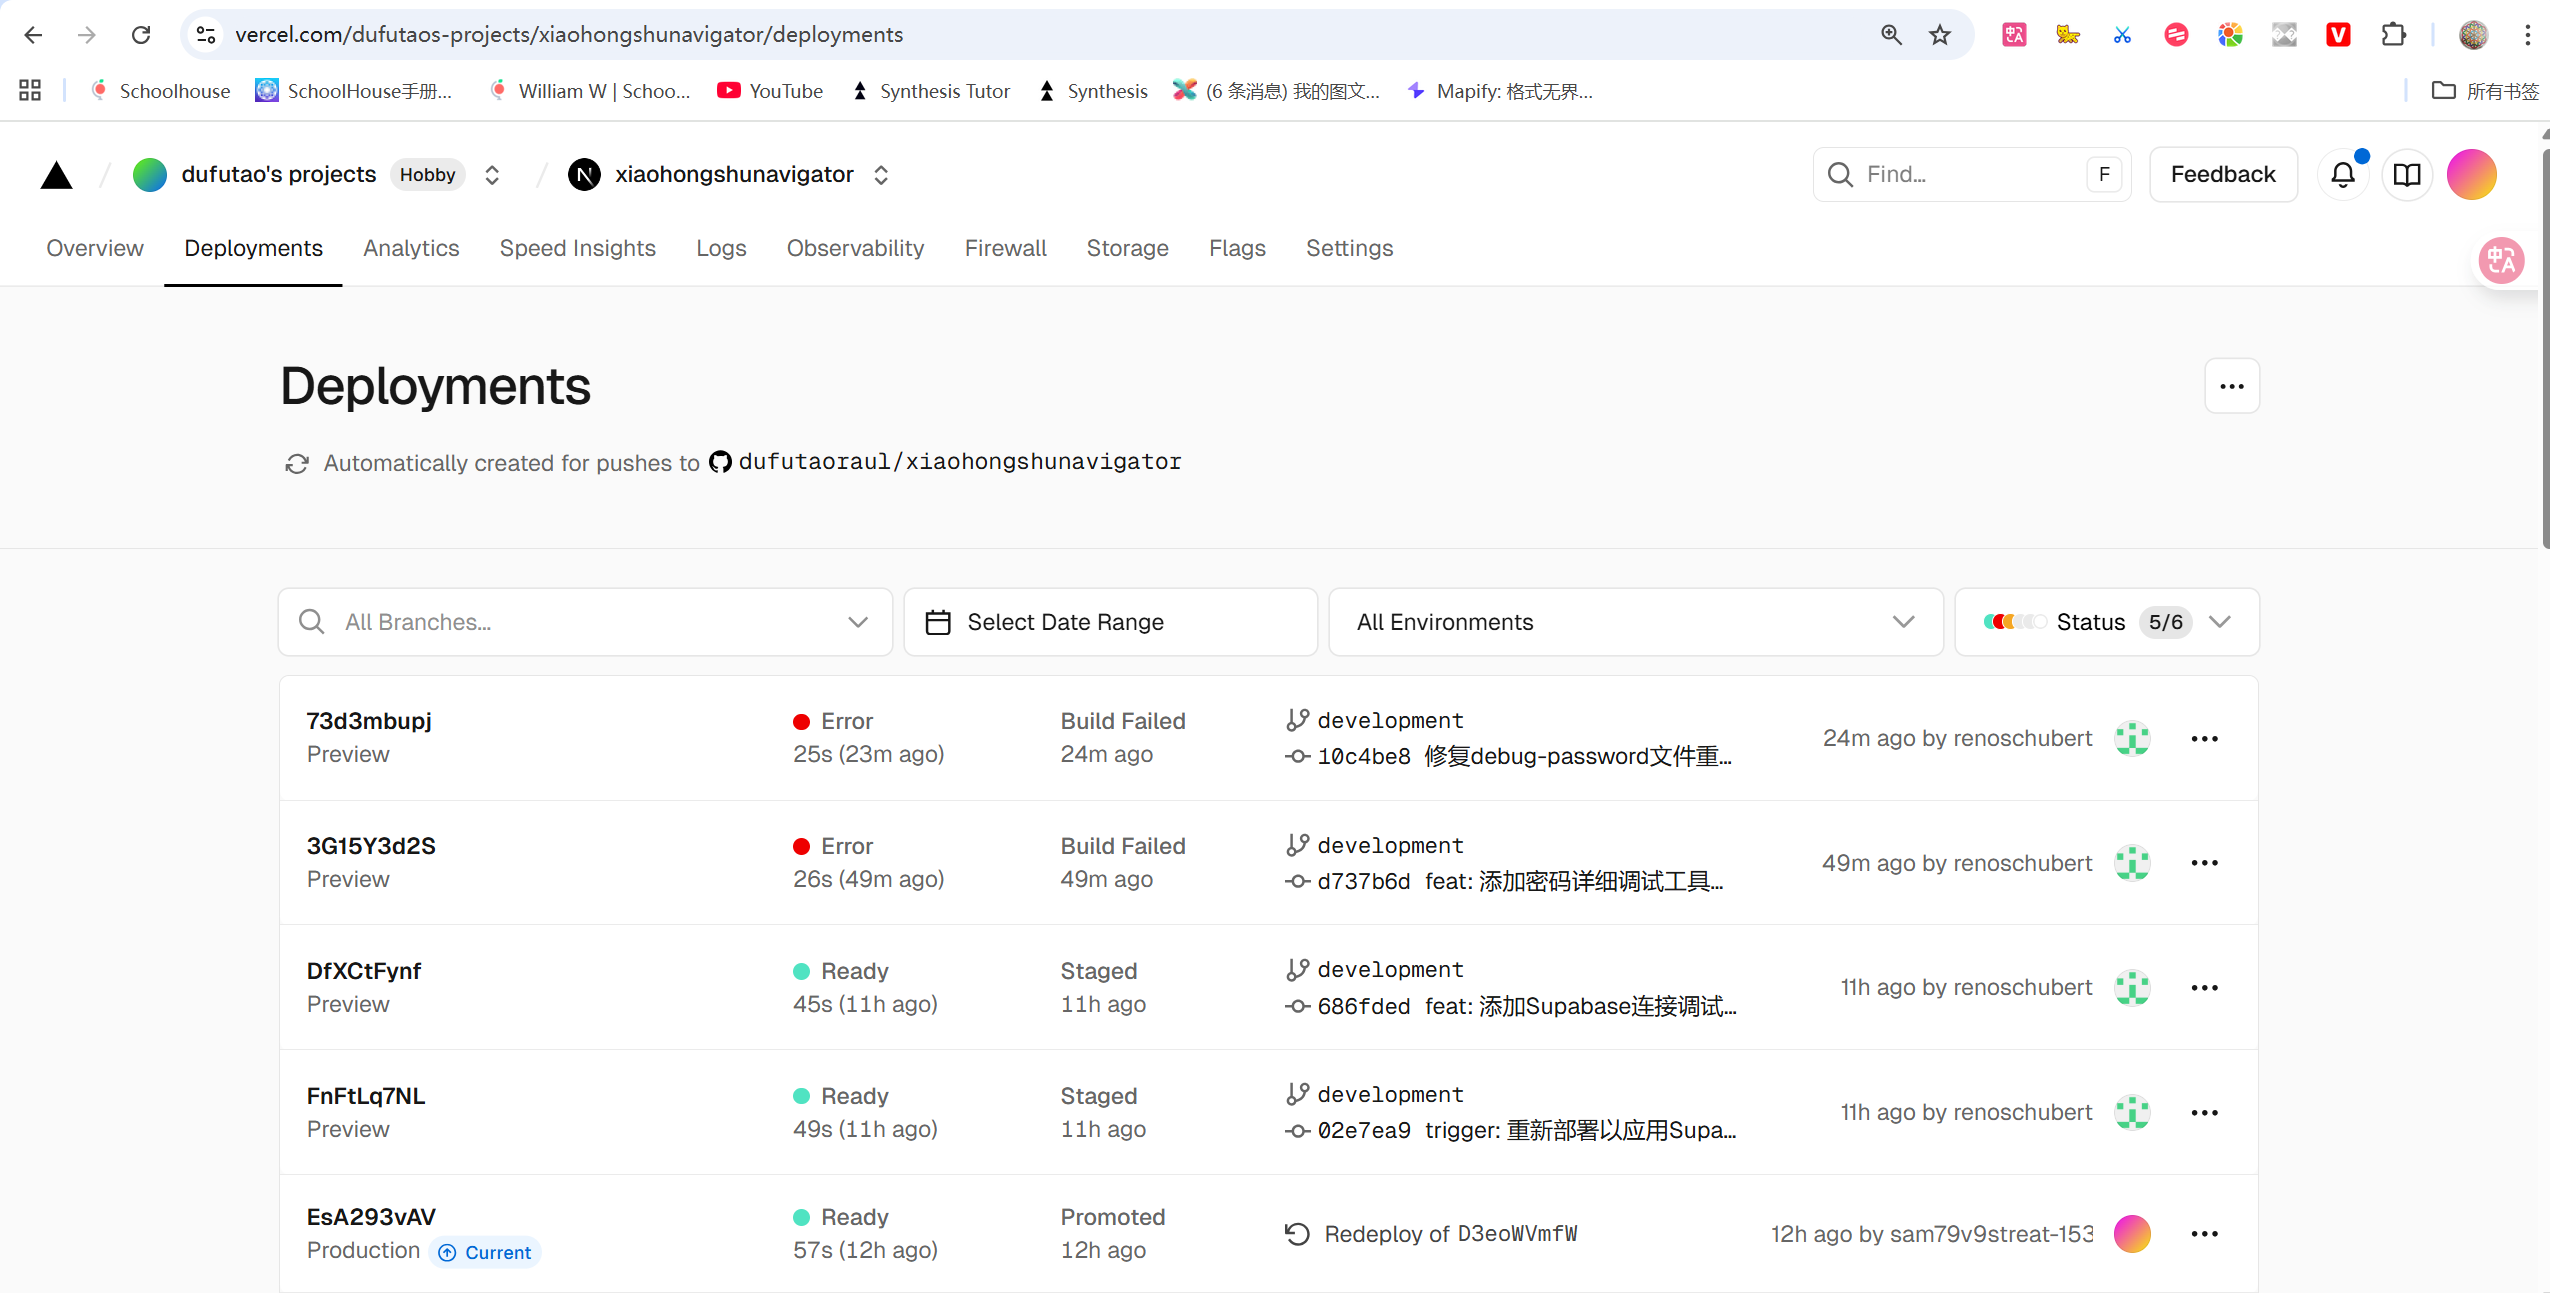 vercel.com/dufutaos-projects/xiaohongshunavigator/deployments
Schoolhouse
SchoolHouse手册...
William W | Schoo...
YouTube
Synthesis Tutor
Synthesis
(6 条消息) 我的图文...
Mapify: 格式无界...
所有书签
dufutao's projects
Hobby
N
xiaohongshunavigator
Find...
F
Feedback
Overview
Deployments
Analytics
Speed Insights
Logs
Observability
Firewall
Storage
Flags
Settings
Deployments
Automatically created for pushes to dufutaoraul/xiaohongshunavigator
All Branches...
Select Date Range
All Environments
Status 5/6
73d3mbupj
Preview
Error
25s (23m ago)
Build Failed
24m ago
development
10c4be8 修复debug-password文件重...
24m ago by renoschubert
3G15Y3d2S
Preview
Error
26s (49m ago)
Build Failed
49m ago
development
d737b6d feat: 添加密码详细调试工具...
49m ago by renoschubert
DfXCtFynf
Preview
Ready
45s (11h ago)
Staged
11h ago
development
686fded feat: 添加Supabase连接调试...
11h ago by renoschubert
FnFtLq7NL
Preview
Ready
49s (11h ago)
Staged
11h ago
development
02e7ea9 trigger: 重新部署以应用Supa...
11h ago by renoschubert
EsA293vAV
Production
Current
Ready
57s (12h ago)
Promoted
12h ago
Redeploy of D3eoWVmfW
12h ago by sam79v9streat-153